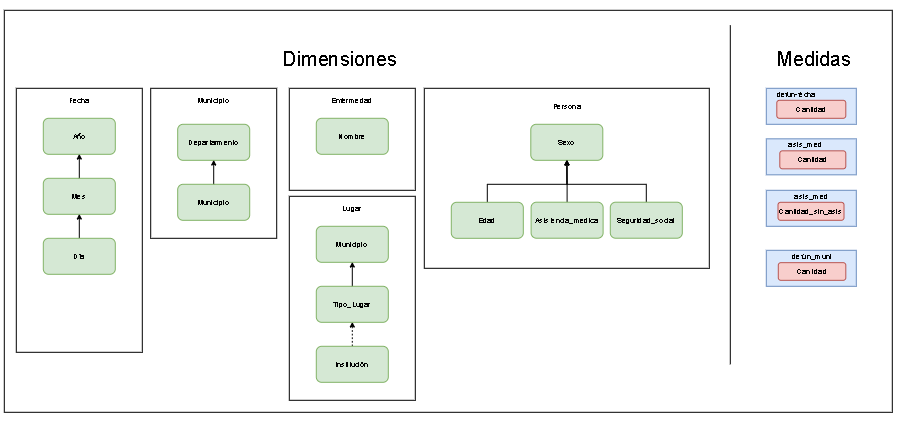 Dimensiones
Medidas
Fecha
Año
Mes
Día
Municipio
Departamento
Municipio
Enfermedad
Nombre
Lugar
Municipio
Tipo_Lugar
Institución
Persona
Sexo
Edad
Asistencia_medica
Seguridad_social
defun-fecha
Cantidad
asis_med
Cantidad
asis_med
Cantidad_sin_asis
defun_muni
Cantidad